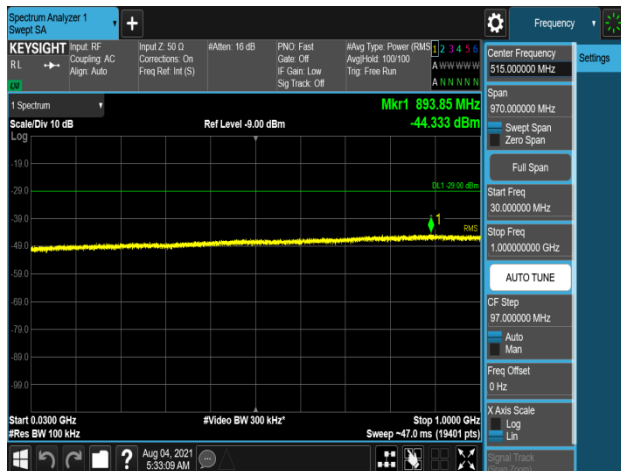 Spectrum Analyzer 1
Swept SA
Frequency
KEYSIGHT
RL
Input: RF
Coupling: AC
Align: Auto
Input Z: 50 Ω
Corrections: On
Freq Ref: Int (S)
#Atten: 16 dB
PNO: Fast
Gate: Off
IF Gain: Low
Sig Track: Off
#Avg Type: Power (RMS
Avg|Hold: 100/100
Trig: Free Run
1 2 3 4 5 6
A W W W W W
A N N N N N
1 Spectrum
Mkr1 893.85 MHz
Scale/Div 10 dB
Ref Level -9.00 dBm
-44.333 dBm
Log
-19.0
DL1 -29.00 dBm
-29.0
-39.0
1
RMS
-49.0
-59.0
-69.0
-79.0
-89.0
-99.0
Start 0.0300 GHz
#Video BW 300 kHz*
Stop 1.0000 GHz
#Res BW 100 kHz
Sweep ~47.0 ms (19401 pts)
Aug 04, 2021
5:33:09 AM
?
Settings
Center Frequency
515.000000 MHz
Span
970.000000 MHz
Swept Span
Zero Span
Full Span
Start Freq
30.000000 MHz
Stop Freq
1.000000000 GHz
AUTO TUNE
CF Step
97.000000 MHz
Auto
Man
Freq Offset
0 Hz
X Axis Scale
Log
Lin
Signal Track
(Span Zoom)